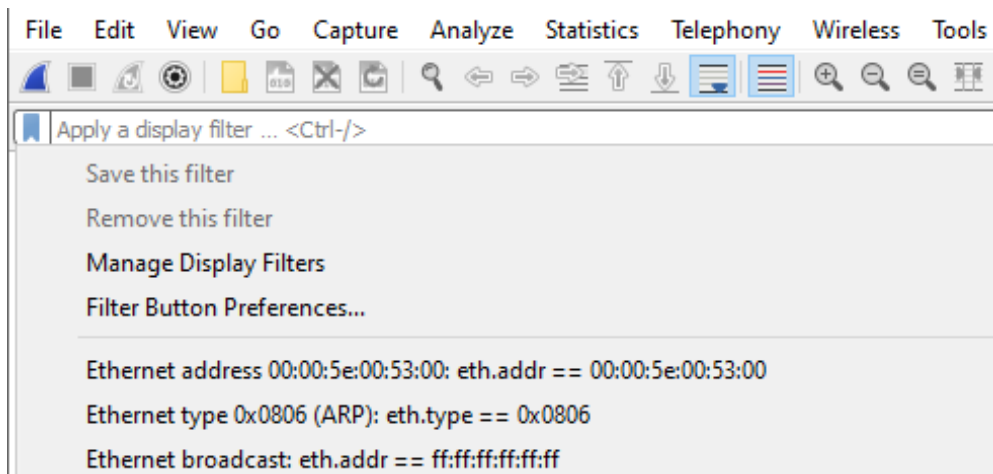 File Edit View Go Capture Analyze Statistics Telephony Wireless Tools
Apply a display filter ... <Ctrl-/>
Save this filter
Remove this filter
Manage Display Filters
Filter Button Preferences...
Ethernet address 00:00:5e:00:53:00: eth.addr == 00:00:5e:00:53:00
Ethernet type 0x0806 (ARP): eth.type == 0x0806
Ethernet broadcast: eth.addr == ff:ff:ff:ff:ff:ff